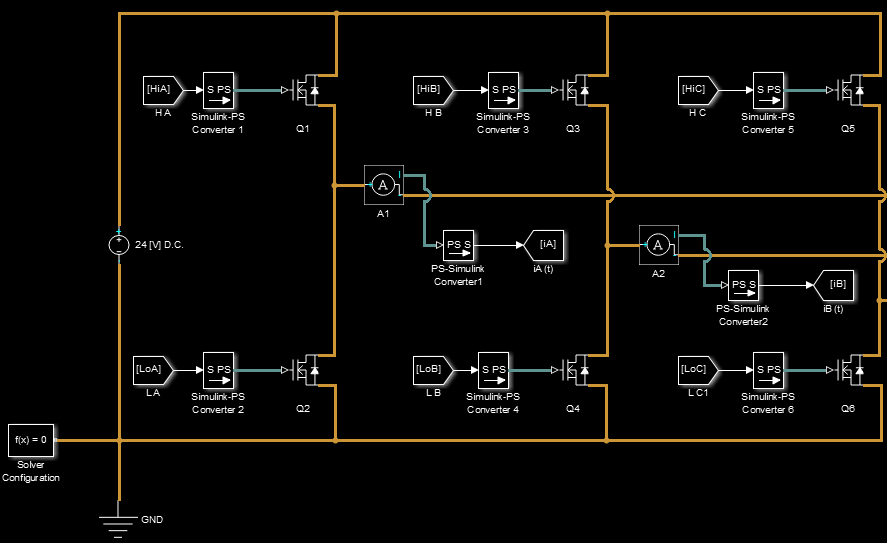 [HiA]
S PS
H A
Simulink-PS
Converter 1
Q1
[HiB]
S PS
H B
Simulink-PS
Converter 3
Q3
[HiC]
S PS
H C
Simulink-PS
Converter 5
Q5
A
I
A1
24 [V] D.C.
PS S
[iA]
PS-Simulink
Converter1
iA (t)
A
I
A2
PS S
[iB]
PS-Simulink
Converter2
iB (t)
[LoA]
S PS
L A
Simulink-PS
Converter 2
Q2
[LoB]
S PS
L B
Simulink-PS
Converter 4
Q4
[LoC]
S PS
L C1
Simulink-PS
Converter 6
Q6
f(x) = 0
Solver
Configuration
GND